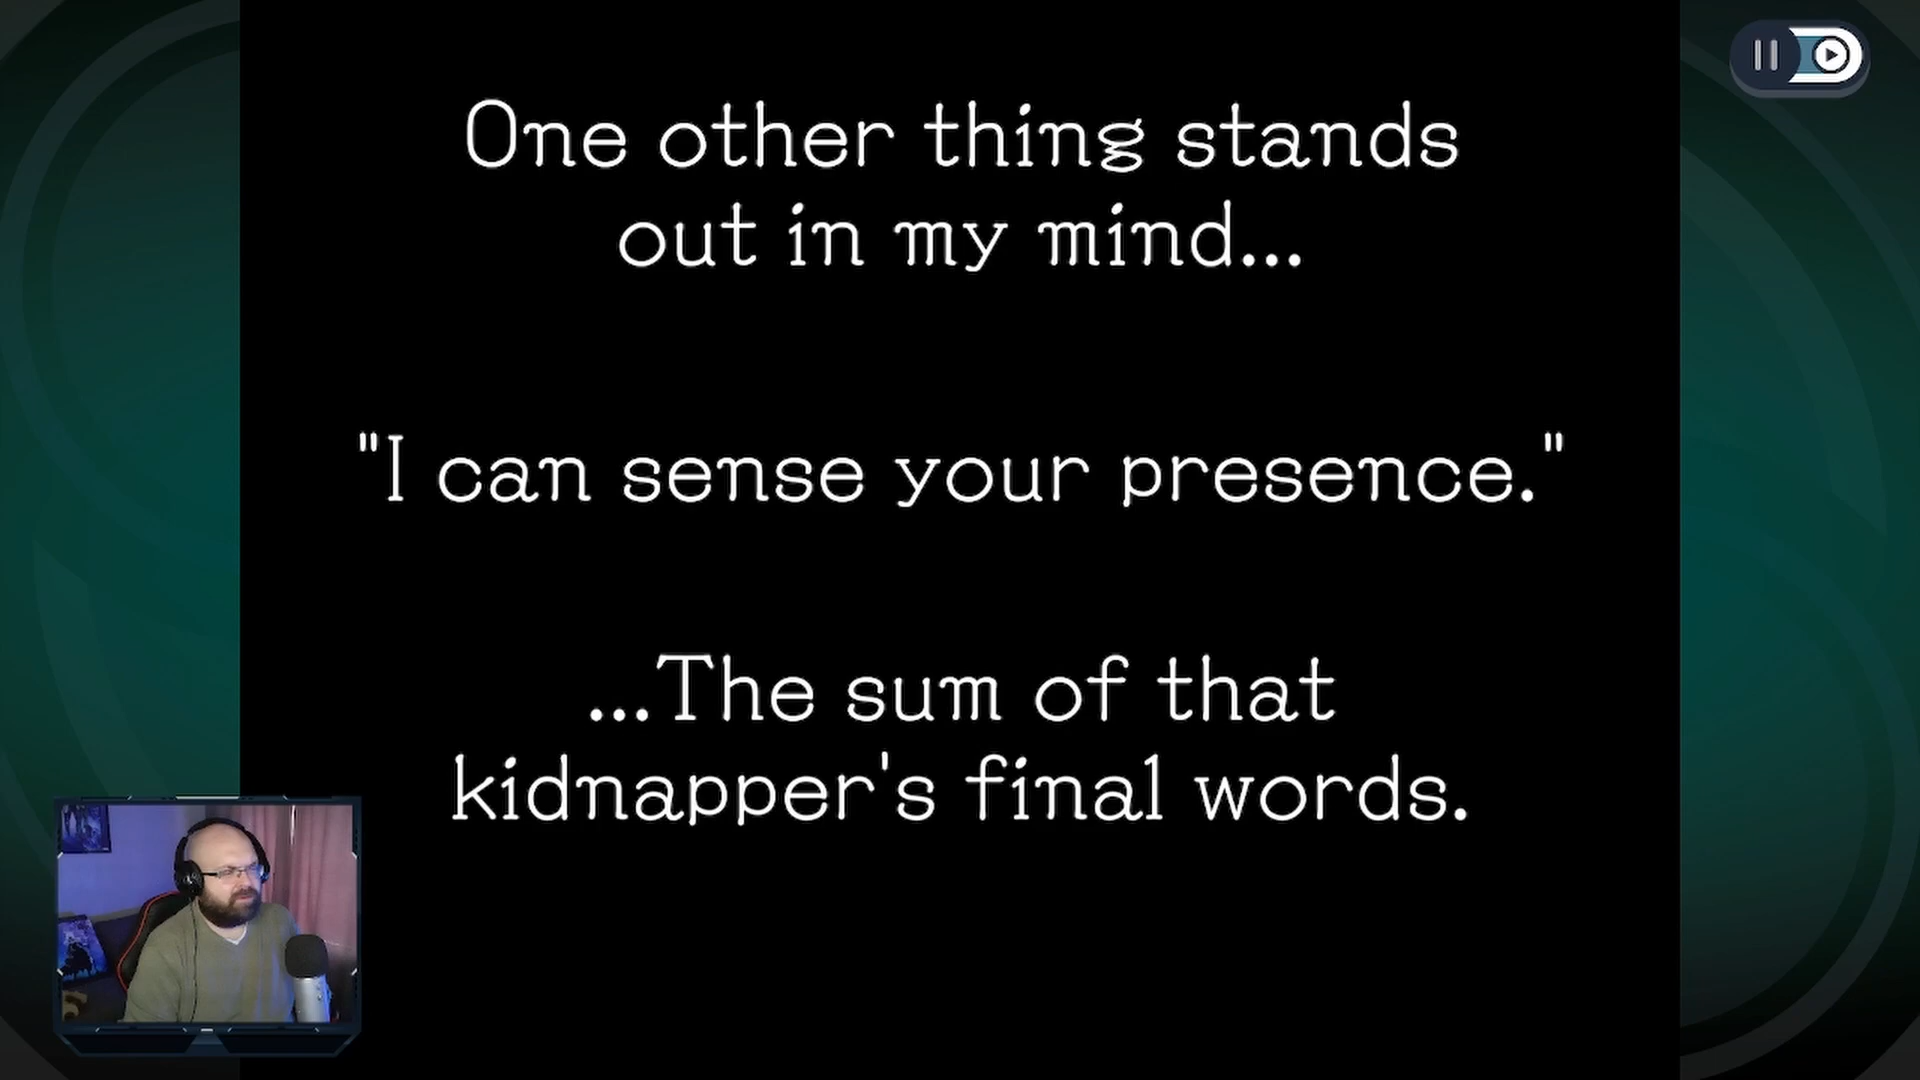 One other thing stands
out in my mind...
"I can sense your presence."
...The sum of that
kidnapper's final words.